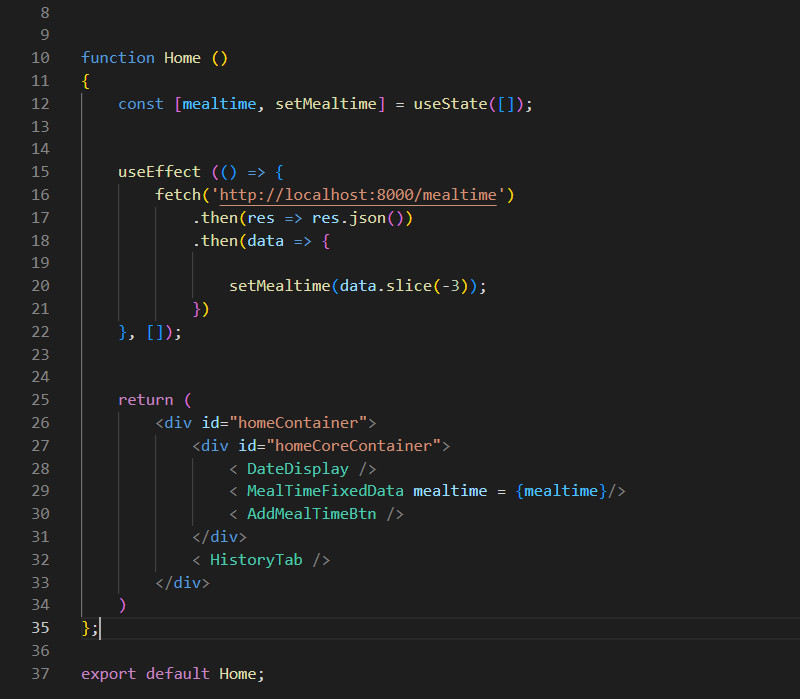 8
9
10 function Home ()
11 {
12 const [mealtime, setMealtime] = useState([]);
13
14
15 useEffect (() => {
16 fetch('http://localhost:8000/mealtime')
17 .then(res => res.json())
18 .then(data => {
19
20 setMealtime(data.slice(-3));
21 })
22 }, []);
23
24
25 return (
26 <div id="homeContainer">
27 <div id="homeCoreContainer">
28 < DateDisplay />
29 < MealTimeFixedData mealtime = {mealtime}/>
30 < AddMealTimeBtn />
31 </div>
32 < HistoryTab />
33 </div>
34 )
35 };
36
37 export default Home;